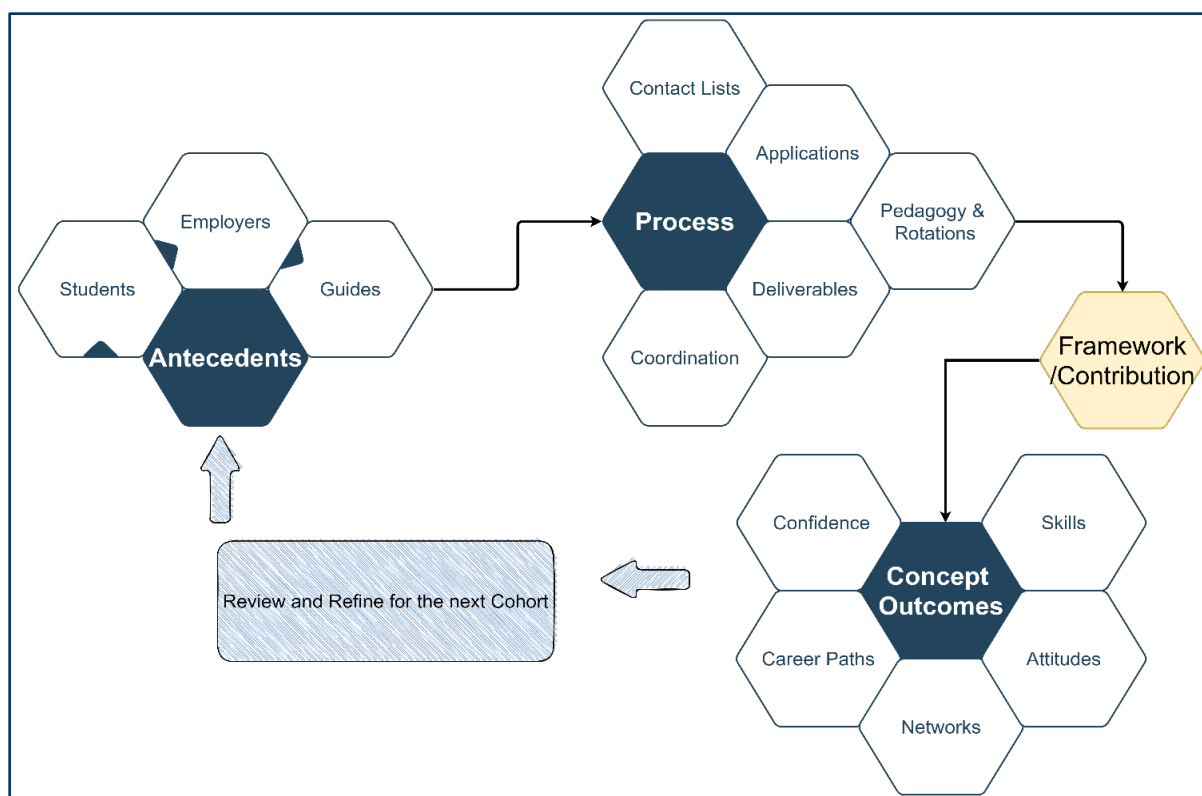 Students
Employers
Guides
Antecedents
Contact Lists
Applications
Process
Pedagogy &
Rotations
Deliverables
Coordination
Framework
/Contribution
Confidence
Skills
Concept
Outcomes
Career Paths
Attitudes
Networks
Review and Refine for the next Cohort